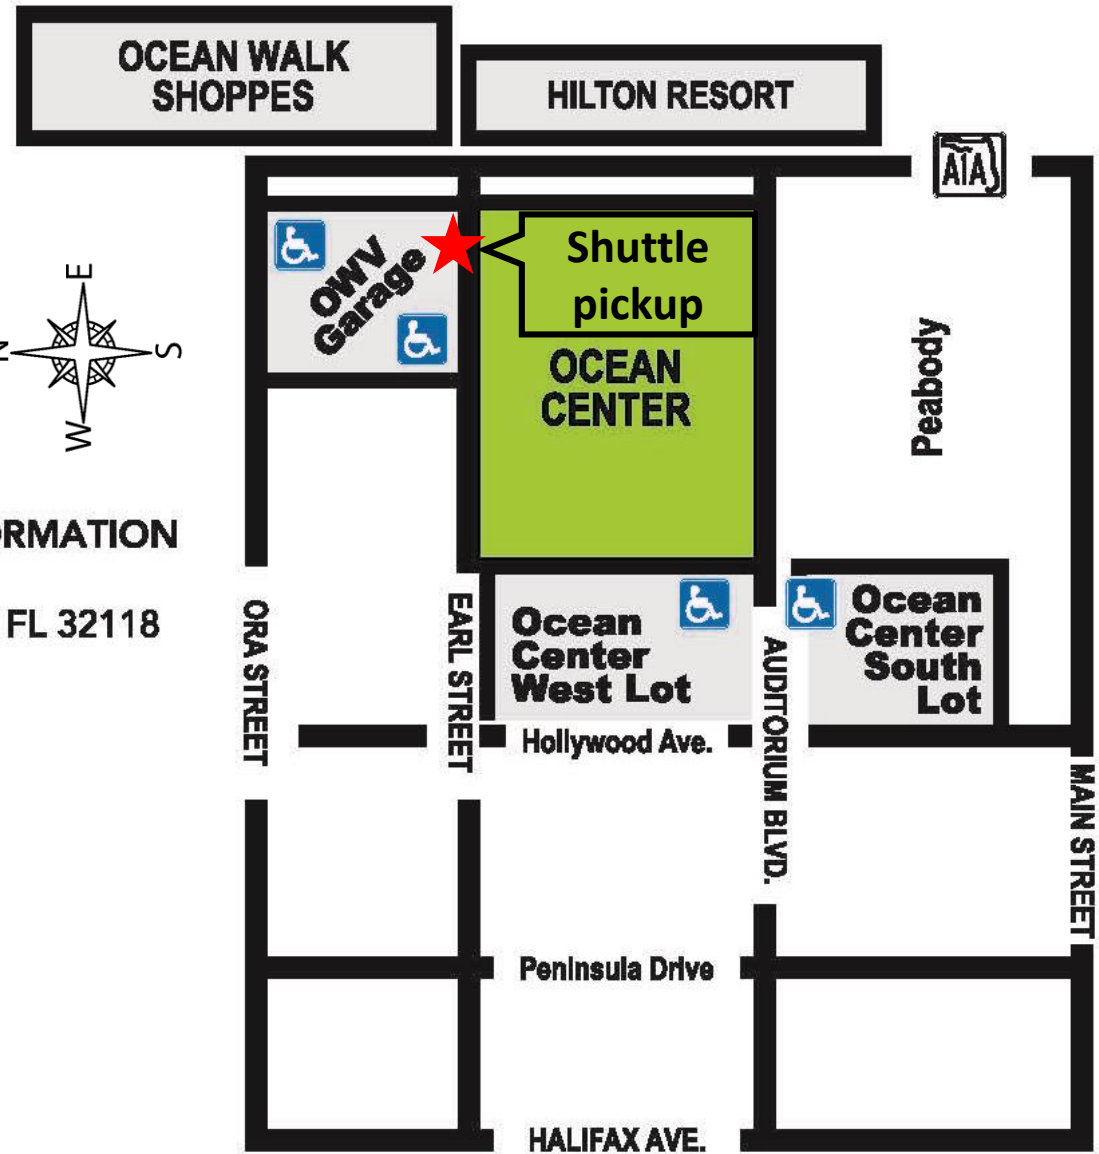 OCEAN WALK
SHOPPES
HILTON RESORT
A1A
OWV
Garage
Shuttle
pickup
OCEAN
CENTER
Peabody
N
E
S
W
ORMATION
FL 32118
ORA STREET
EARL STREET
Ocean
Center
West Lot
AUDITORIUM BLVD.
Ocean
Center
South
Lot
Hollywood Ave.
MAIN STREET
Peninsula Drive
HALIFAX AVE.